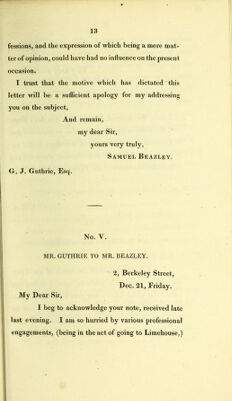 13
fessions, and the expression of which being a mere mat-
ter of opinion, could have had no influence on the present
occasion.
I trust that the motive which has dictated this
letter will be a sufficient apology for my addressing
you on the subject,
And remain,
my dear Sir,
yours very truly,
SAMUEL BEAZLEY.
G. J. Guthrie, Esq.
No. V.
MR. GUTHRIE TO MR. BEAZLEY.
2, Berkeley Street,
Dec. 21, Friday.
My Dear Sir,
I beg to acknowledge your note, received late
last evening. I am so hurried by various professional
engagements, (being in the act of going to Limehouse,)